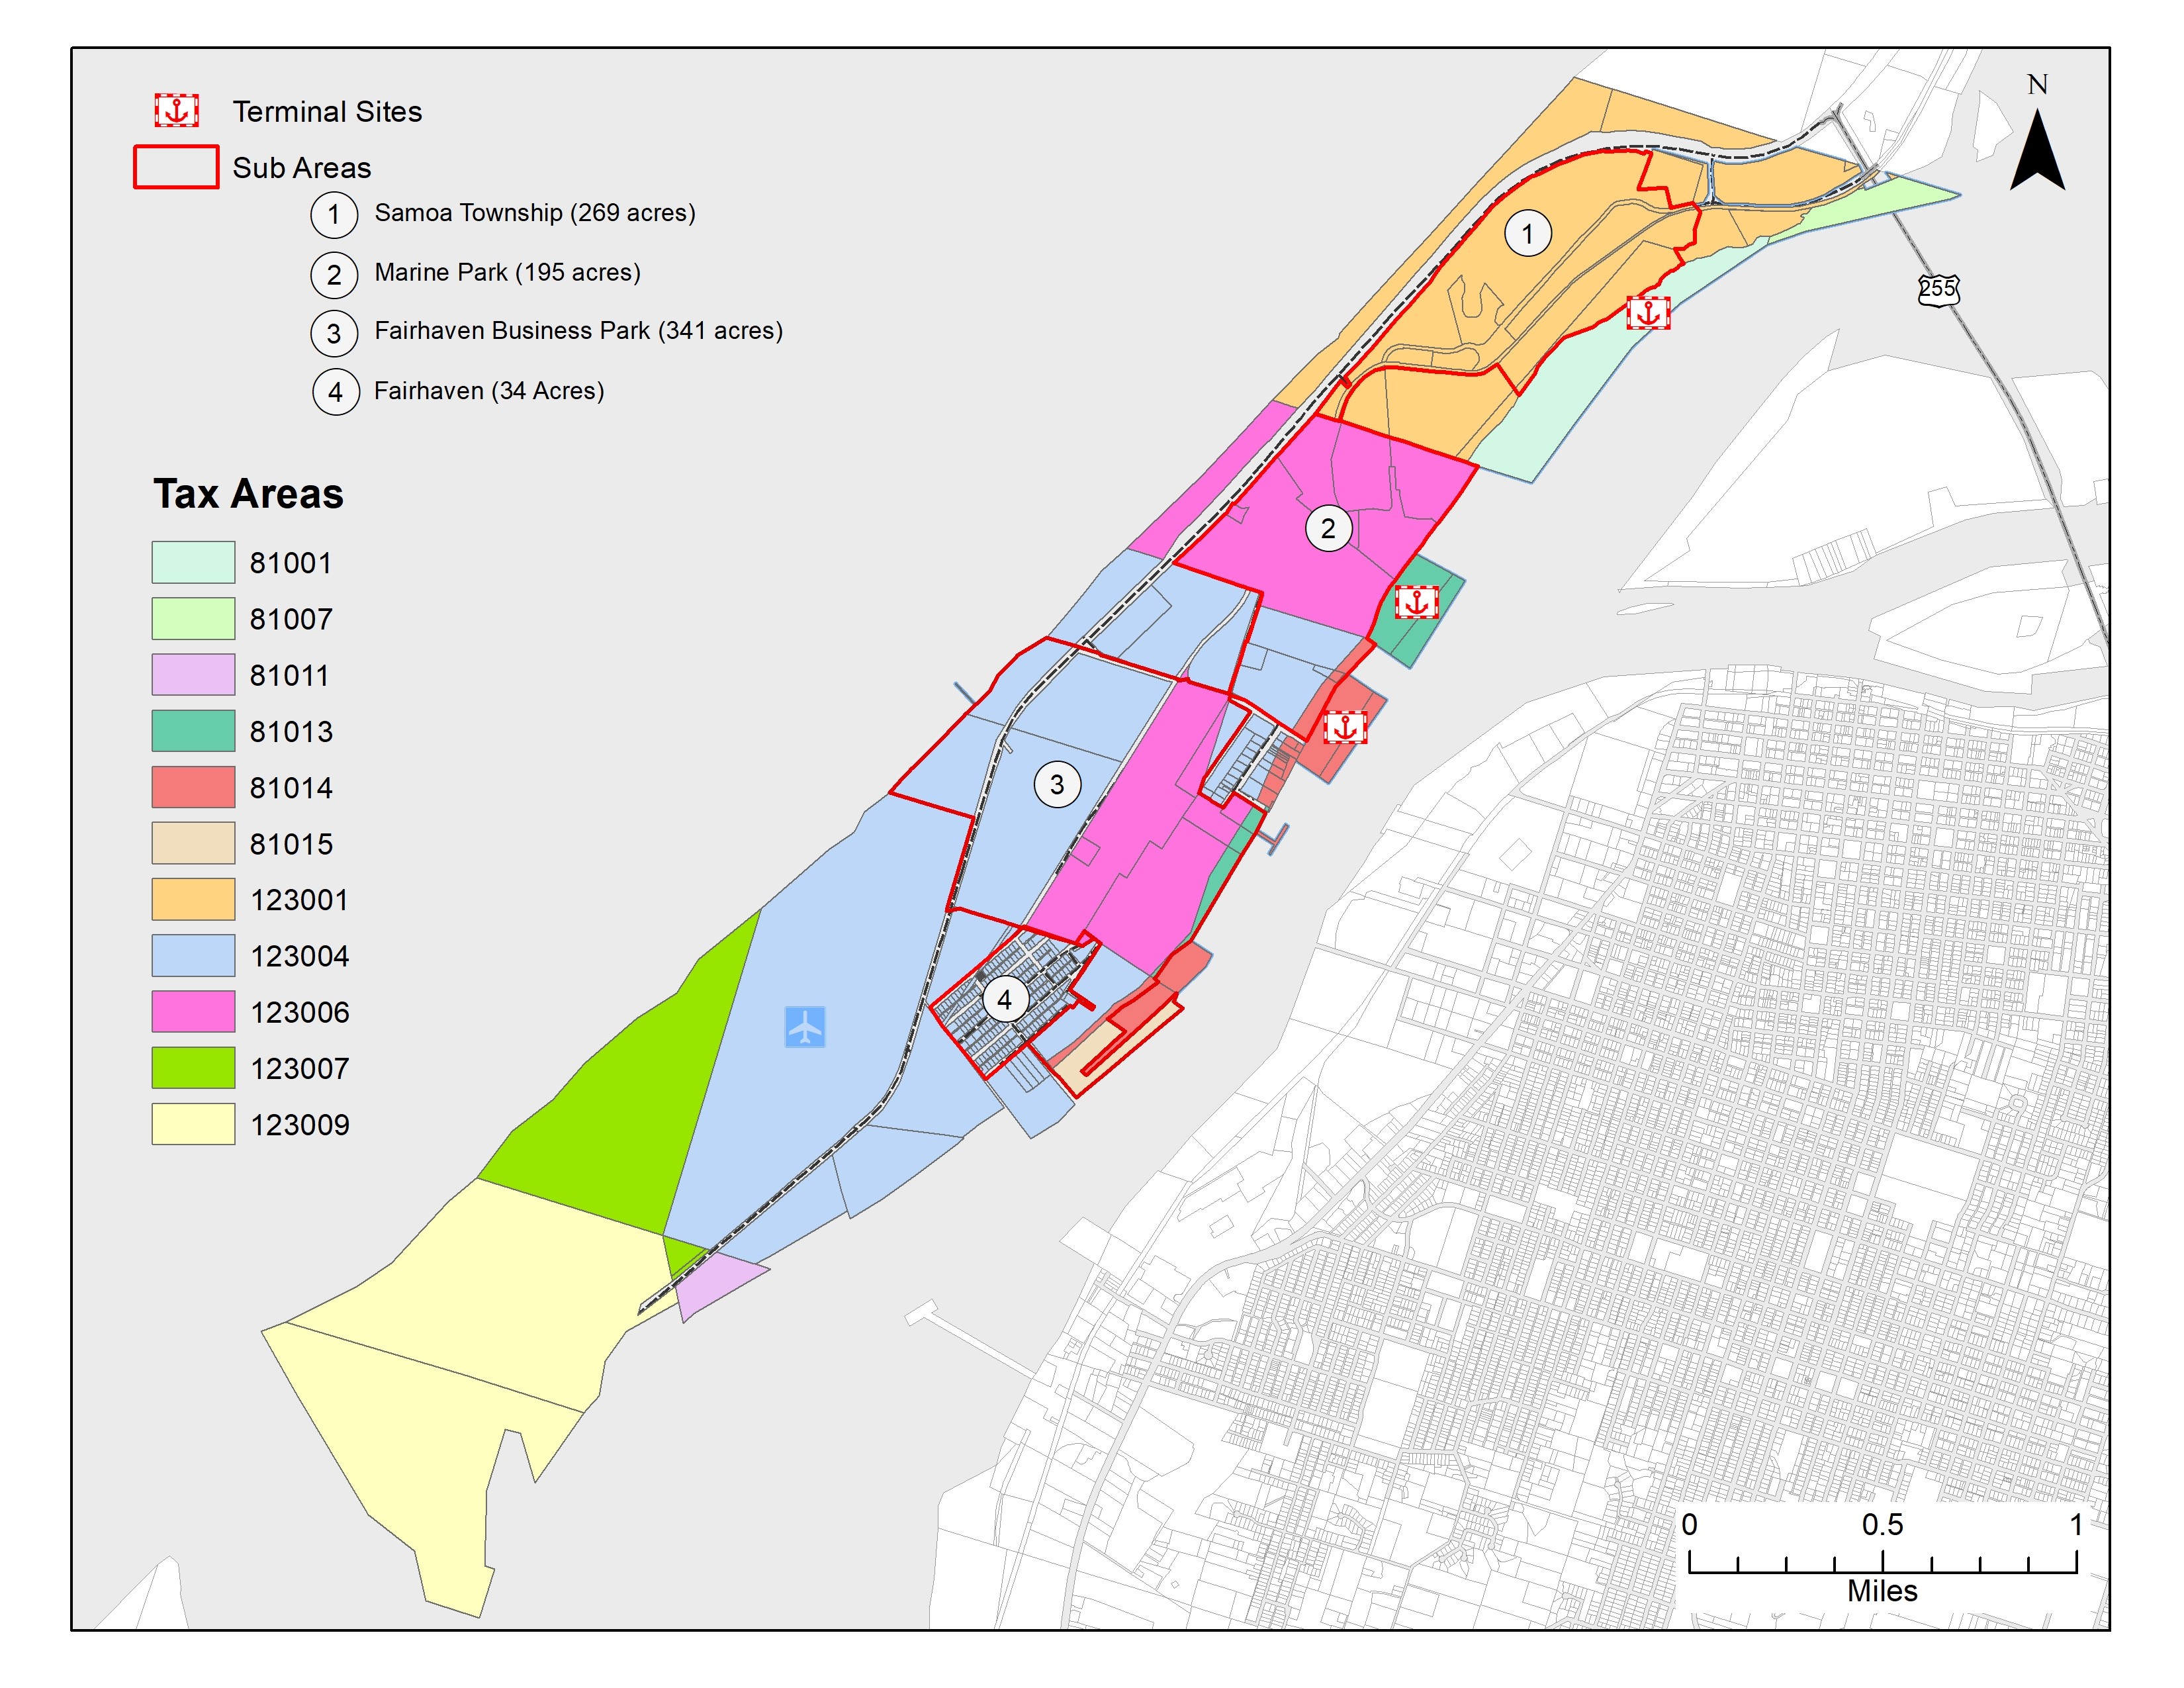 Terminal Sites
Sub Areas
1 Samoa Township (269 acres)
2 Marine Park (195 acres)
3 Fairhaven Business Park (341 acres)
4 Fairhaven (34 Acres)
Tax Areas
81001
81007
81011
81013
81014
81015
123001
123004
123006
123007
123009
N
1
255
2
3
4
0 0.5 1
Miles